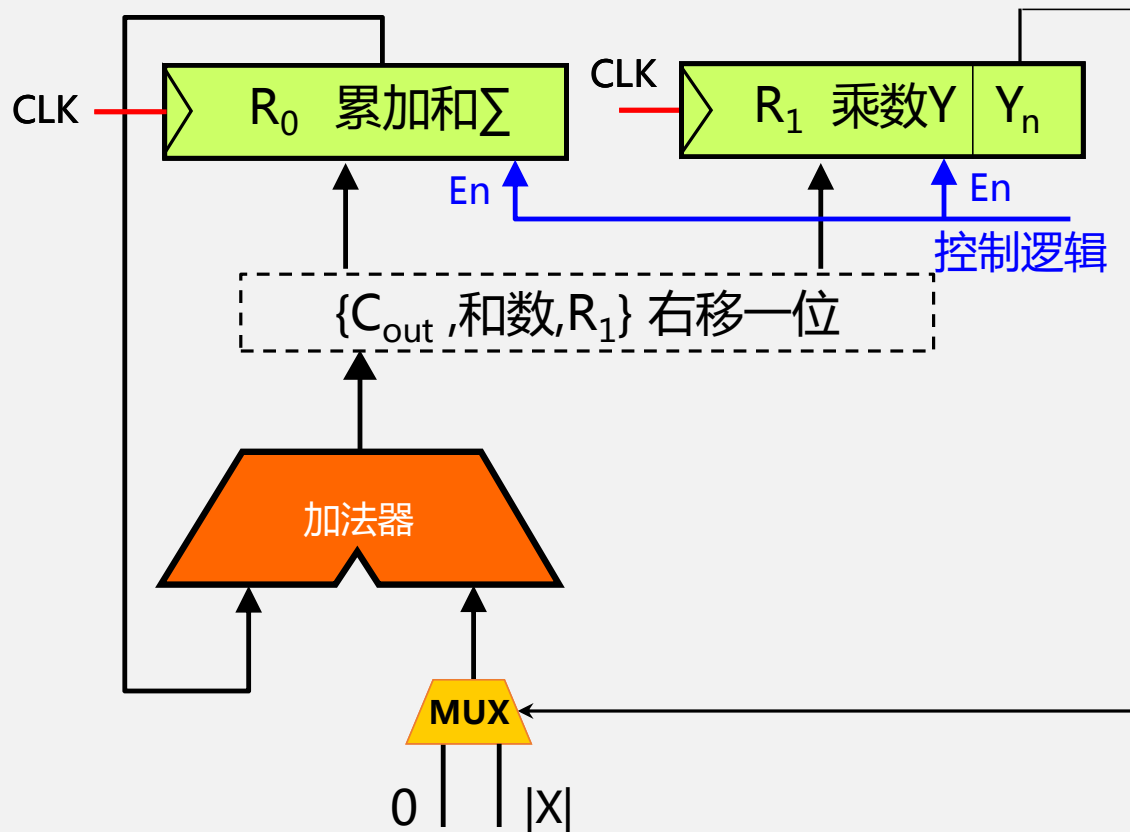 CLK
R₀ 累加和∑
CLK
R₁ 乘数Y
Yₙ
En
En
控制逻辑
{Cout ,和数,R₁} 右移一位
加法器
MUX
0
|X|